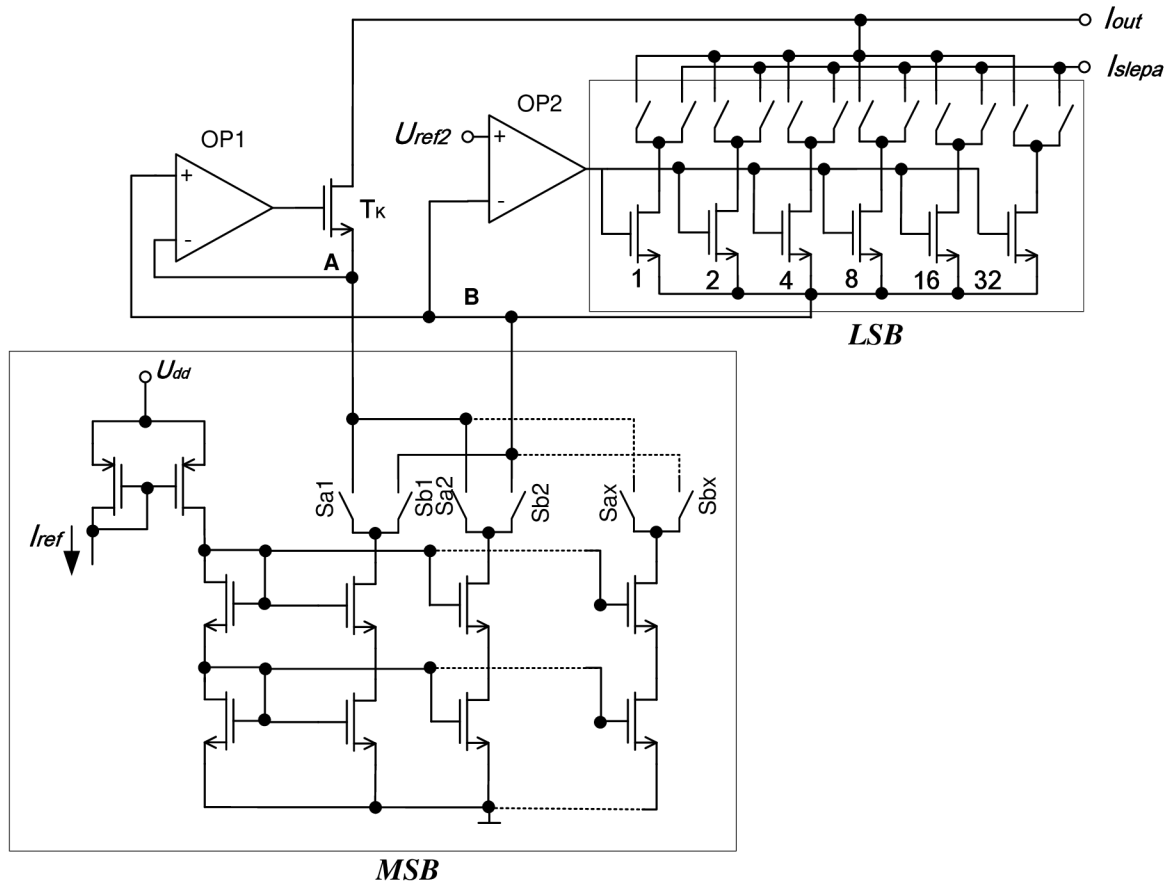 Iout
Islepa
OP2
OP1
Uref2
+
-
+
-
TK
A
B
1 2 4 8 16 32
LSB
Udd
Sa1 Sb1 Sa2 Sb2 Sax Sbx
Iref
MSB